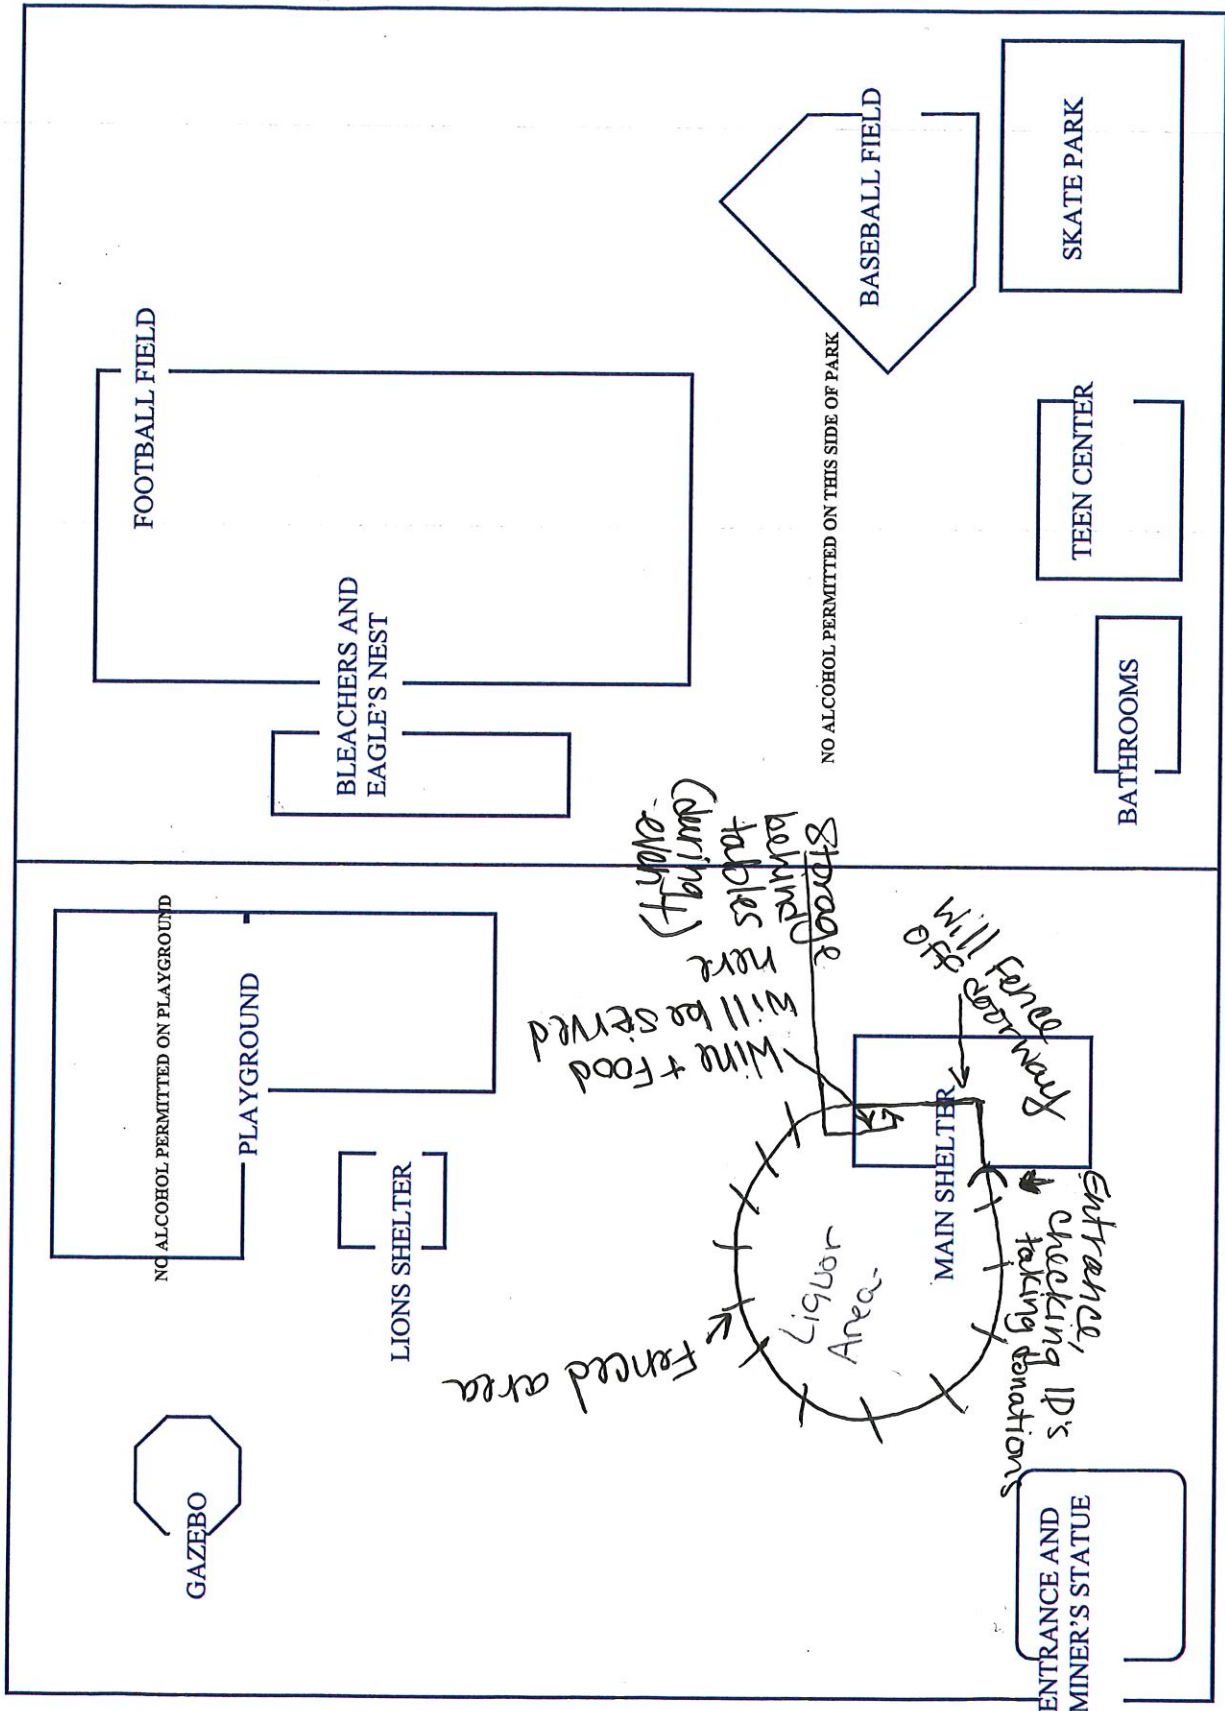 FOOTBALL FIELD
BLEACHERS AND
EAGLE'S NEST
BASEBALL FIELD
SKATE PARK
TEEN CENTER
BATHROOMS
NO ALCOHOL PERMITTED ON THIS SIDE OF PARK
NO ALCOHOL PERMITTED ON PLAYGROUND
PLAYGROUND
LIONS SHELTER
GAZEBO
MAIN SHELTER
ENTRANCE AND
MINER'S STATUE
Storage
behind
tables
(during
event)
Wine + Food
will be served
here
Will fence
off doorway
Fenced area
Liquor
Area
Entrance,
checking ID's
taking donations